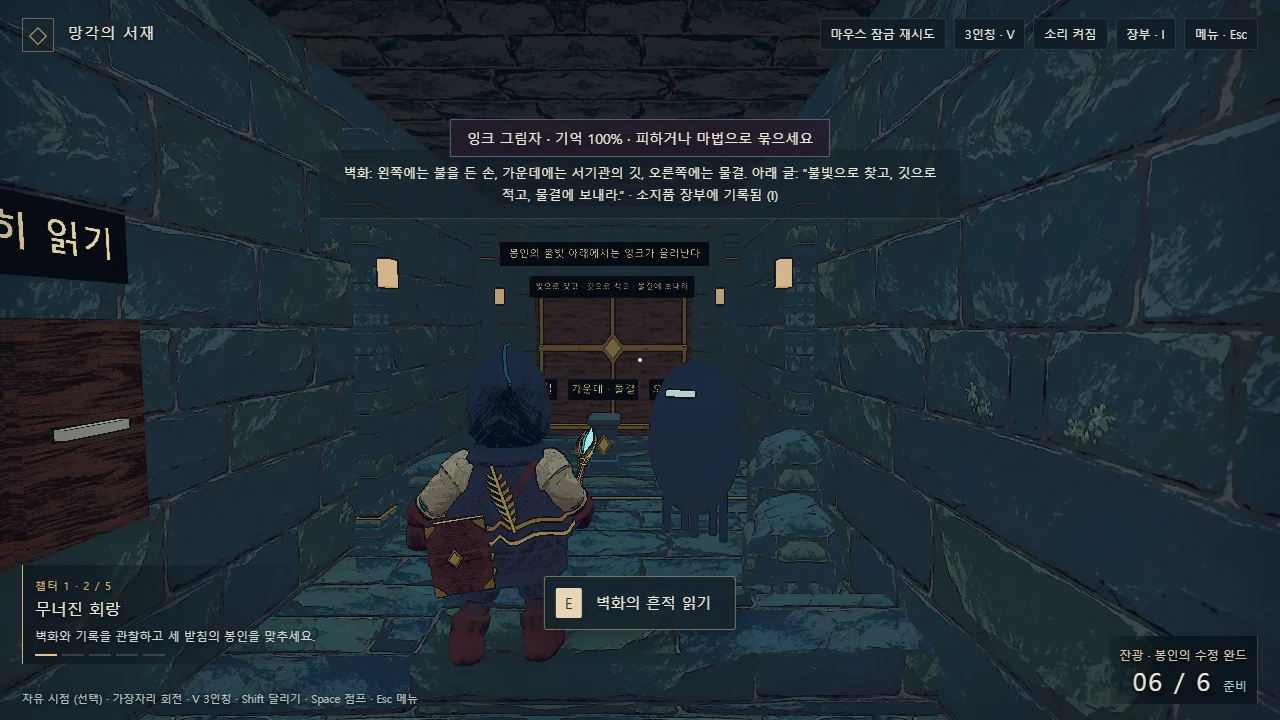 망각의 서재
마우스 잠금 재시도
3인칭 · V
소리 켜짐
장부 · I
메뉴 · Esc
잉크 그림자 · 기억 100% · 피하거나 마법으로 묶으세요
벽화: 왼쪽에는 불을 든 손, 가운데에는 서기관의 깃, 오른쪽에는 물결. 아래 글: “불빛으로 찾고, 깃으로
적고, 물결에 보내라.” · 소지품 장부에 기록됨 (I)
히 읽기
봉인의 불빛 아래에서는 잉크가 물러난다
빛으로 찾고 · 깃으로 적고 · 물결에 보내라
가운데 · 물결
E 벽화의 흔적 읽기
챕터 1 · 2 / 5
무너진 회랑
벽화와 기록을 관찰하고 세 받침의 봉인을 맞추세요.
자유 시점 (선택) · 가장자리 회전 · V 3인칭 · Shift 달리기 · Space 점프 · Esc 메뉴
잔광 · 봉인의 수정 완드
06 / 6 준비